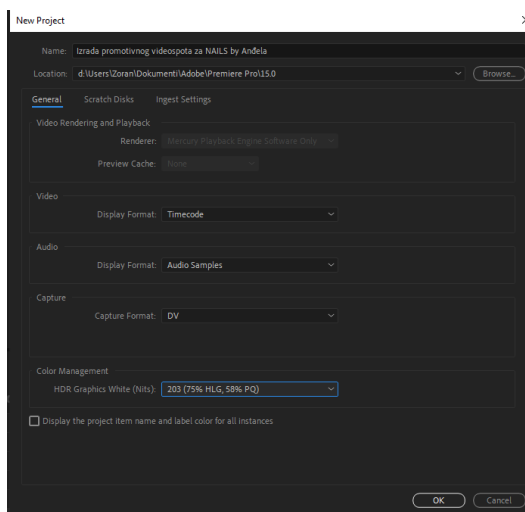 New Project
Name: Izrada promotivnog videospota za NAILS by Anđela
Location: d:\Users\Zoran\Dokumenti\Adobe\Premiere Pro\15.0 Browse...
General Scratch Disks Ingest Settings
Video Rendering and Playback
Renderer: Mercury Playback Engine Software Only
Preview Cache: None
Video
Display Format: Timecode
Audio
Display Format: Audio Samples
Capture
Capture Format: DV
Color Management
HDR Graphics White (Nits): 203 (75% HLG, 58% PQ)
Display the project item name and label color for all instances
OK Cancel